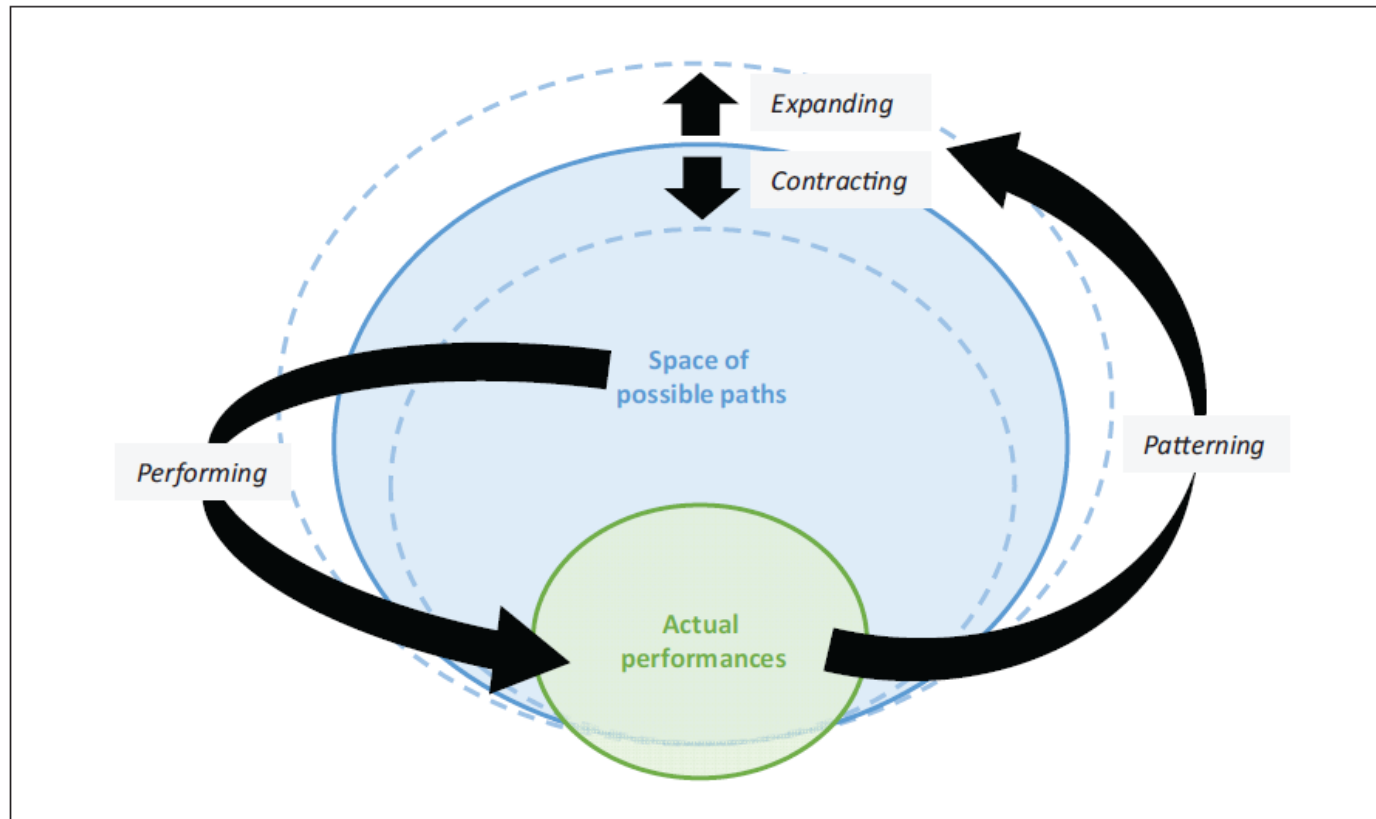 Expanding
Contracting
Space of
possible paths
Performing
Patterning
Actual
performances